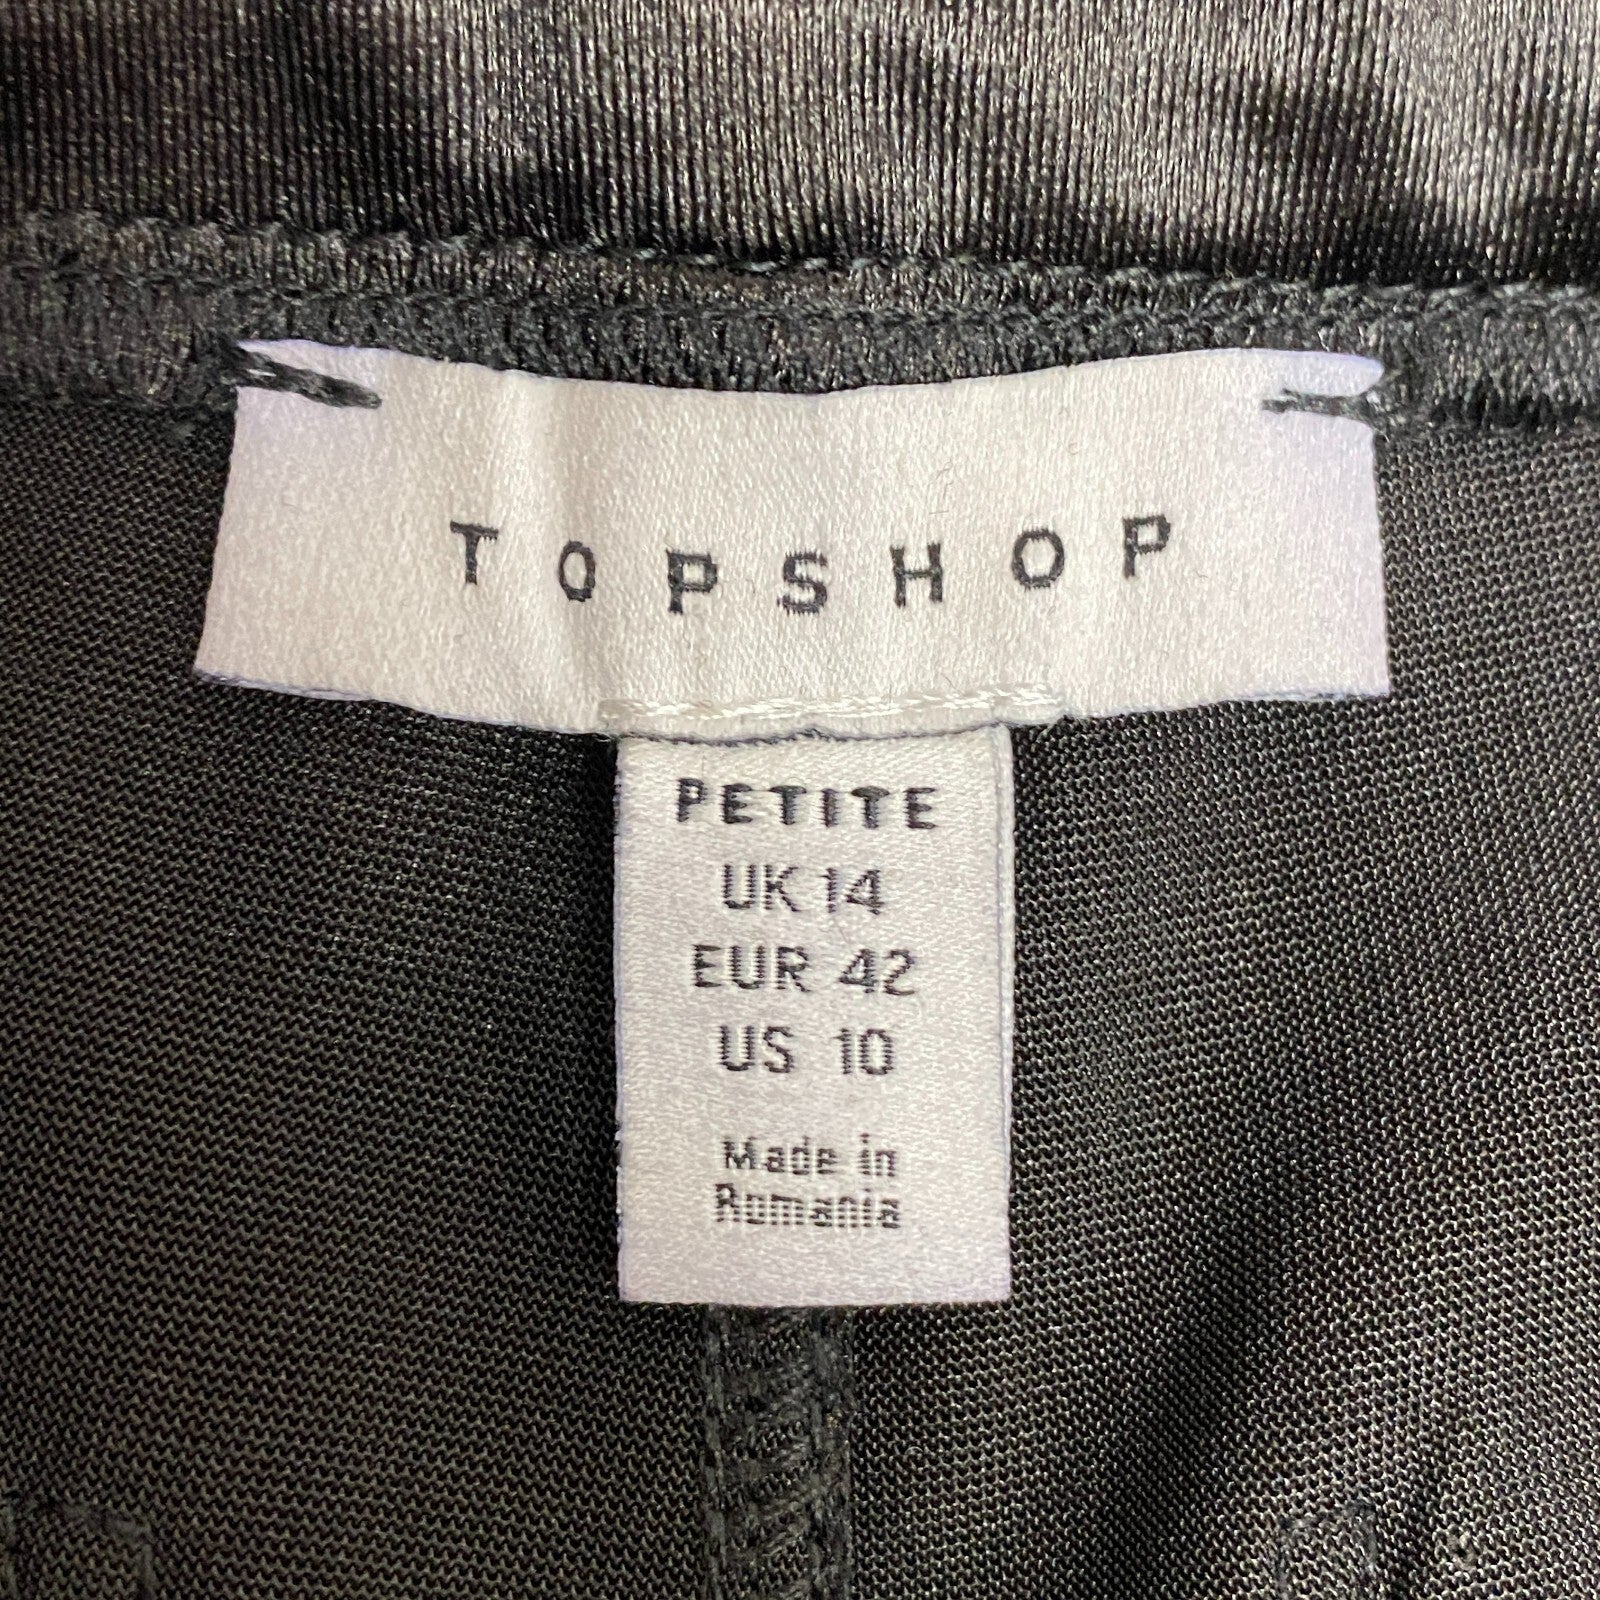 TOPSHOP
PETITE
UK 14
EUR 42
US 10
Made in
Romania